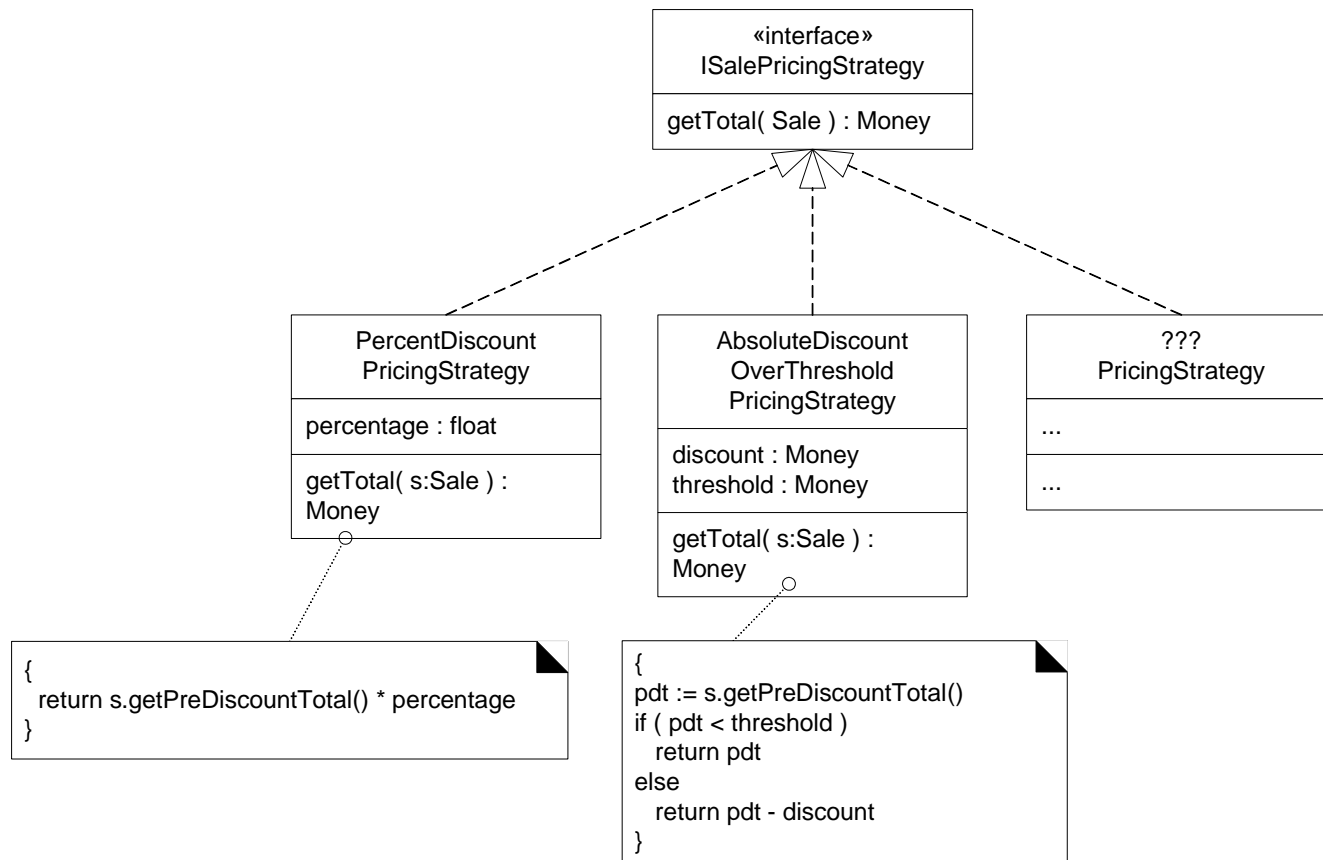 «interface»
ISalePricingStrategy
getTotal( Sale ) : Money
PercentDiscount
PricingStrategy
percentage : float
getTotal( s:Sale ) :
Money
AbsoluteDiscount
OverThreshold
PricingStrategy
discount : Money
threshold : Money
getTotal( s:Sale ) :
Money
???
PricingStrategy
...
...
{
return s.getPreDiscountTotal() * percentage
}
{
pdt := s.getPreDiscountTotal()
if ( pdt < threshold )
return pdt
else
return pdt - discount
}